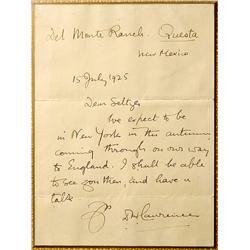 Del Monte Ranch. Questa
New Mexico
15 July 1925
Dear Seltzer
We expect to be
in New York in the autumn
coming through on our way
to England. I shall be able
to see you then, and have a
talk.
D. H. Lawrence